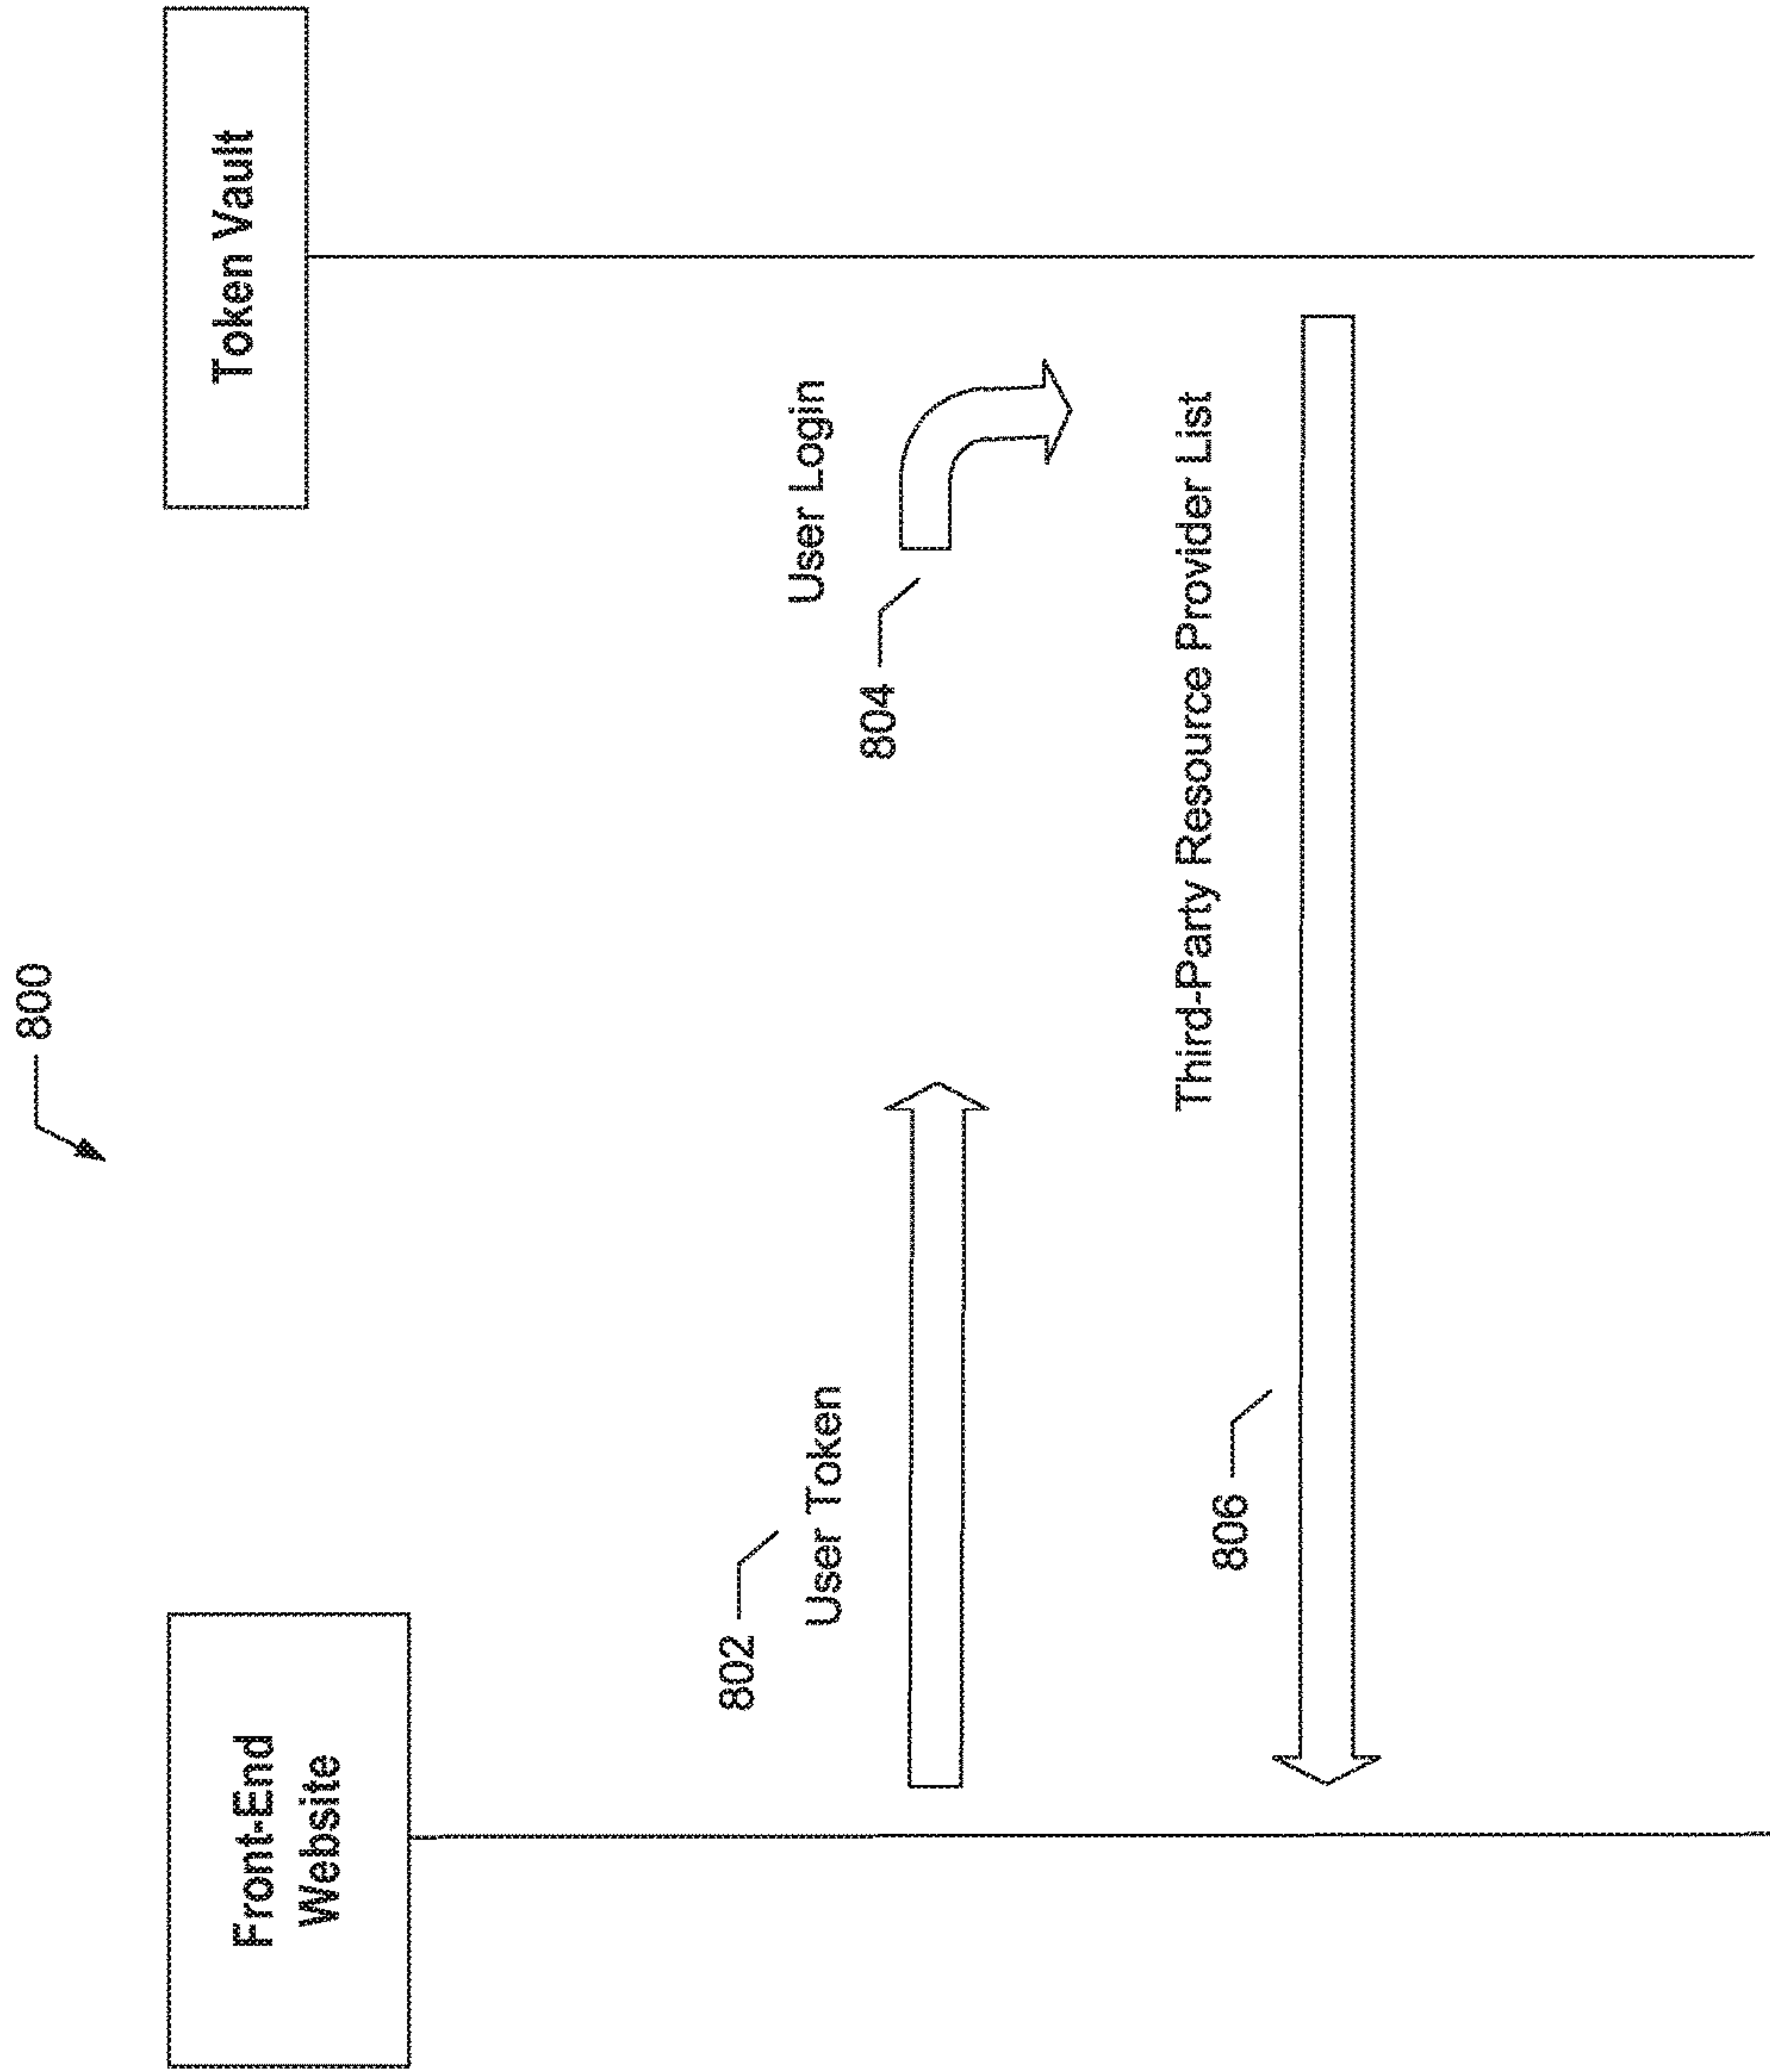 800
Front-End
Website
Token Vault
802
User Token
User Login
804
Third-Party Resource Provider List
806